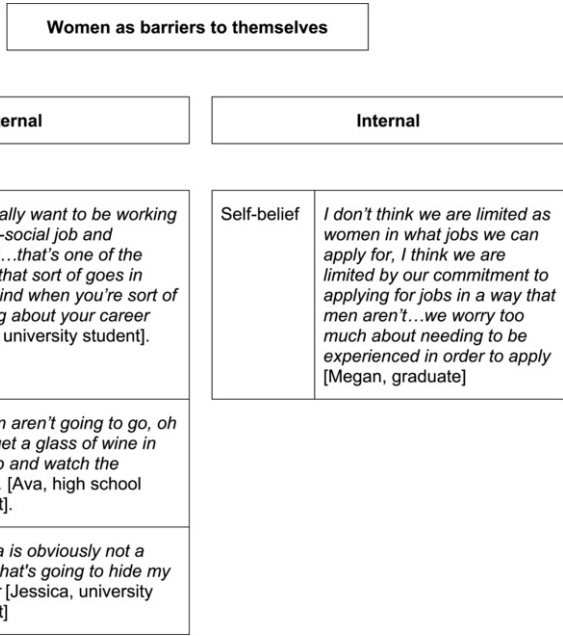 Women as barriers to themselves
ernal
Internal
ally want to be working
-social job and
…that's one of the
that sort of goes in
ind when you're sort of
g about your career
university student].
Self-belief
I don't think we are limited as
women in what jobs we can
apply for, I think we are
limited by our commitment to
applying for jobs in a way that
men aren't…we worry too
much about needing to be
experienced in order to apply
[Megan, graduate]
n aren't going to go, oh
get a glass of wine in
and watch the
[Ava, high school
t].
a is obviously not a
hat's going to hide my
[Jessica, university
t]